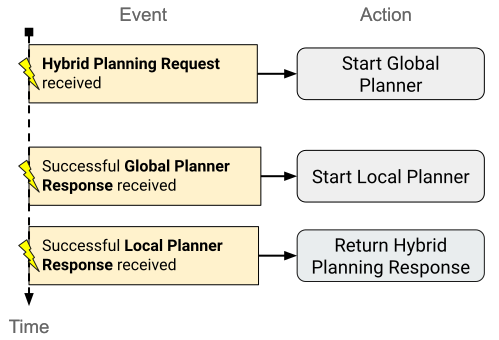 Event
Action
Hybrid Planning Request
received
Start Global
Planner
Successful Global Planner
Response received
Start Local Planner
Successful Local Planner
Response received
Return Hybrid
Planning Response
Time